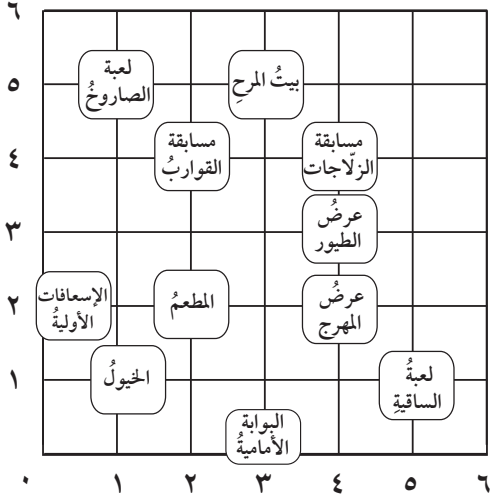 ٦
لعبة
الصاروخُ
بيتُ المرحِ
٥
مسابقة
القواربُ
مسابقة
الزلّاجات
٤
عرضُ
الطيور
٣
الإسعافات
الأوليةُ
المطعمُ
عرضُ
المهرج
٢
الخيولُ
لعبةُ
الساقيةِ
١
البوابة
الأماميةُ
٠ ١ ٢ ٣ ٤ ٥ ٦